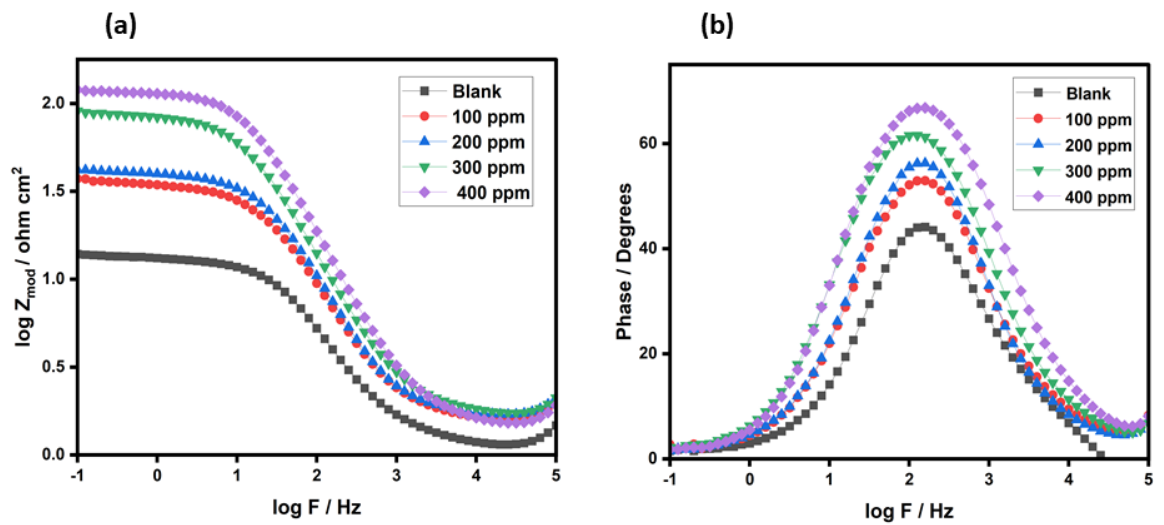 (a)
(b)
Blank
100 ppm
200 ppm
300 ppm
400 ppm
2.0
1.5
1.0
0.5
0.0
-1 0 1 2 3 4 5
log Zmod / ohm cm2
log F / Hz
Blank
100 ppm
200 ppm
300 ppm
400 ppm
60
40
20
0
-1 0 1 2 3 4 5
Phase / Degrees
log F / Hz